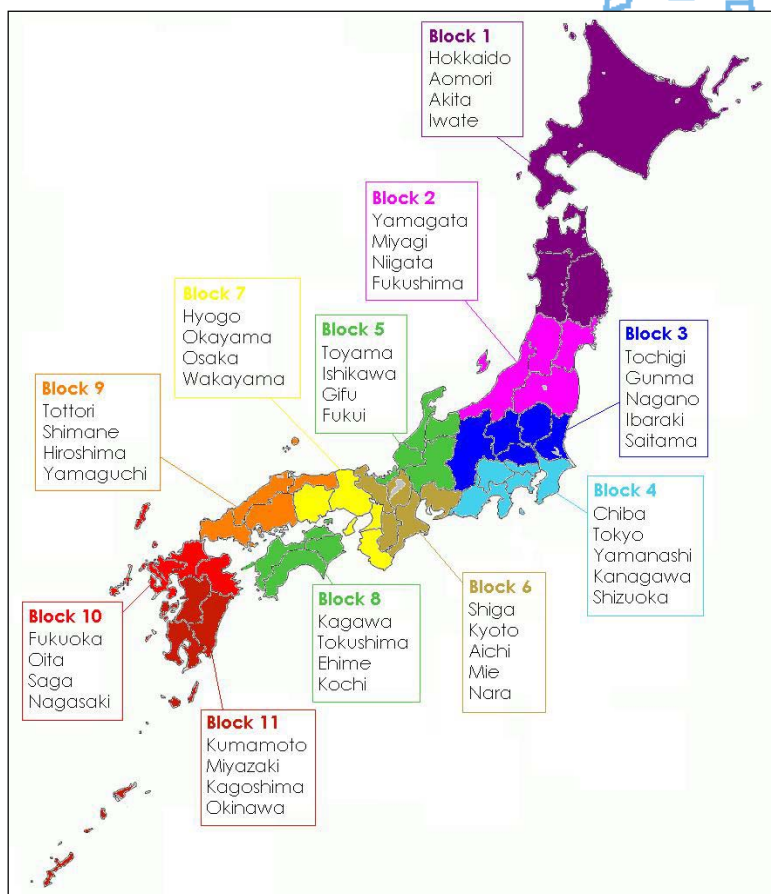 Block 1
Hokkaido
Aomori
Akita
Iwate
Block 2
Yamagata
Miyagi
Niigata
Fukushima
Block 7
Hyogo
Okayama
Osaka
Wakayama
Block 5
Toyama
Ishikawa
Gifu
Fukui
Block 3
Tochigi
Gunma
Nagano
Ibaraki
Saitama
Block 9
Tottori
Shimane
Hiroshima
Yamaguchi
Block 4
Chiba
Tokyo
Yamanashi
Kanagawa
Shizuoka
Block 10
Fukuoka
Oita
Saga
Nagasaki
Block 8
Kagawa
Tokushima
Ehime
Kochi
Block 6
Shiga
Kyoto
Aichi
Mie
Nara
Block 11
Kumamoto
Miyazaki
Kagoshima
Okinawa